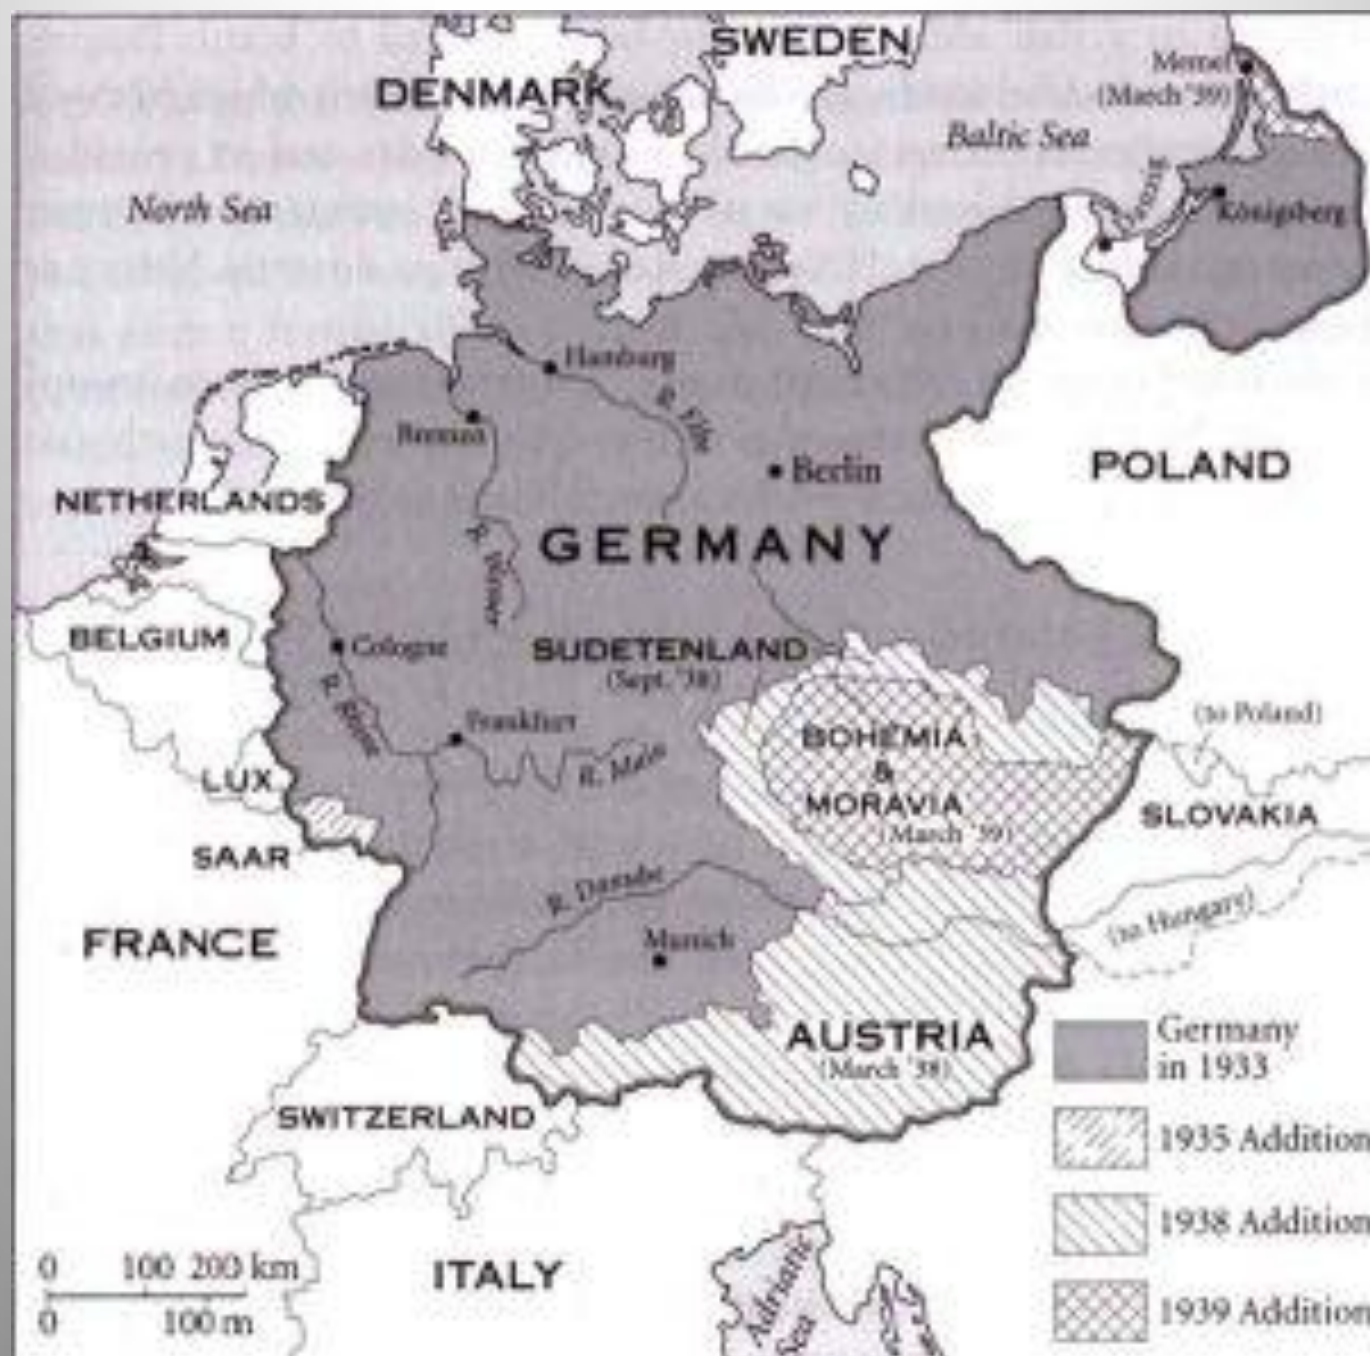 SWEDEN
DENMARK
Memel
(March '39)
Baltic Sea
North Sea
Königsberg
Hamburg
R. Elbe
Bremen
Berlin
POLAND
NETHERLANDS
GERMANY
R. Weser
BELGIUM
Cologne
SUDETENLAND
(Sept. '38)
R. Rhine
Frankfurt
R. Main
(to Poland)
BOHEMIA
&
MORAVIA
(March '39)
LUX
SLOVAKIA
SAAR
R. Danube
(to Hungary)
FRANCE
Munich
AUSTRIA
(March '38)
Germany
in 1933
SWITZERLAND
1935 Addition
1938 Addition
ITALY
Adriatic
Sea
1939 Addition
0 100 200 km
0 100 m